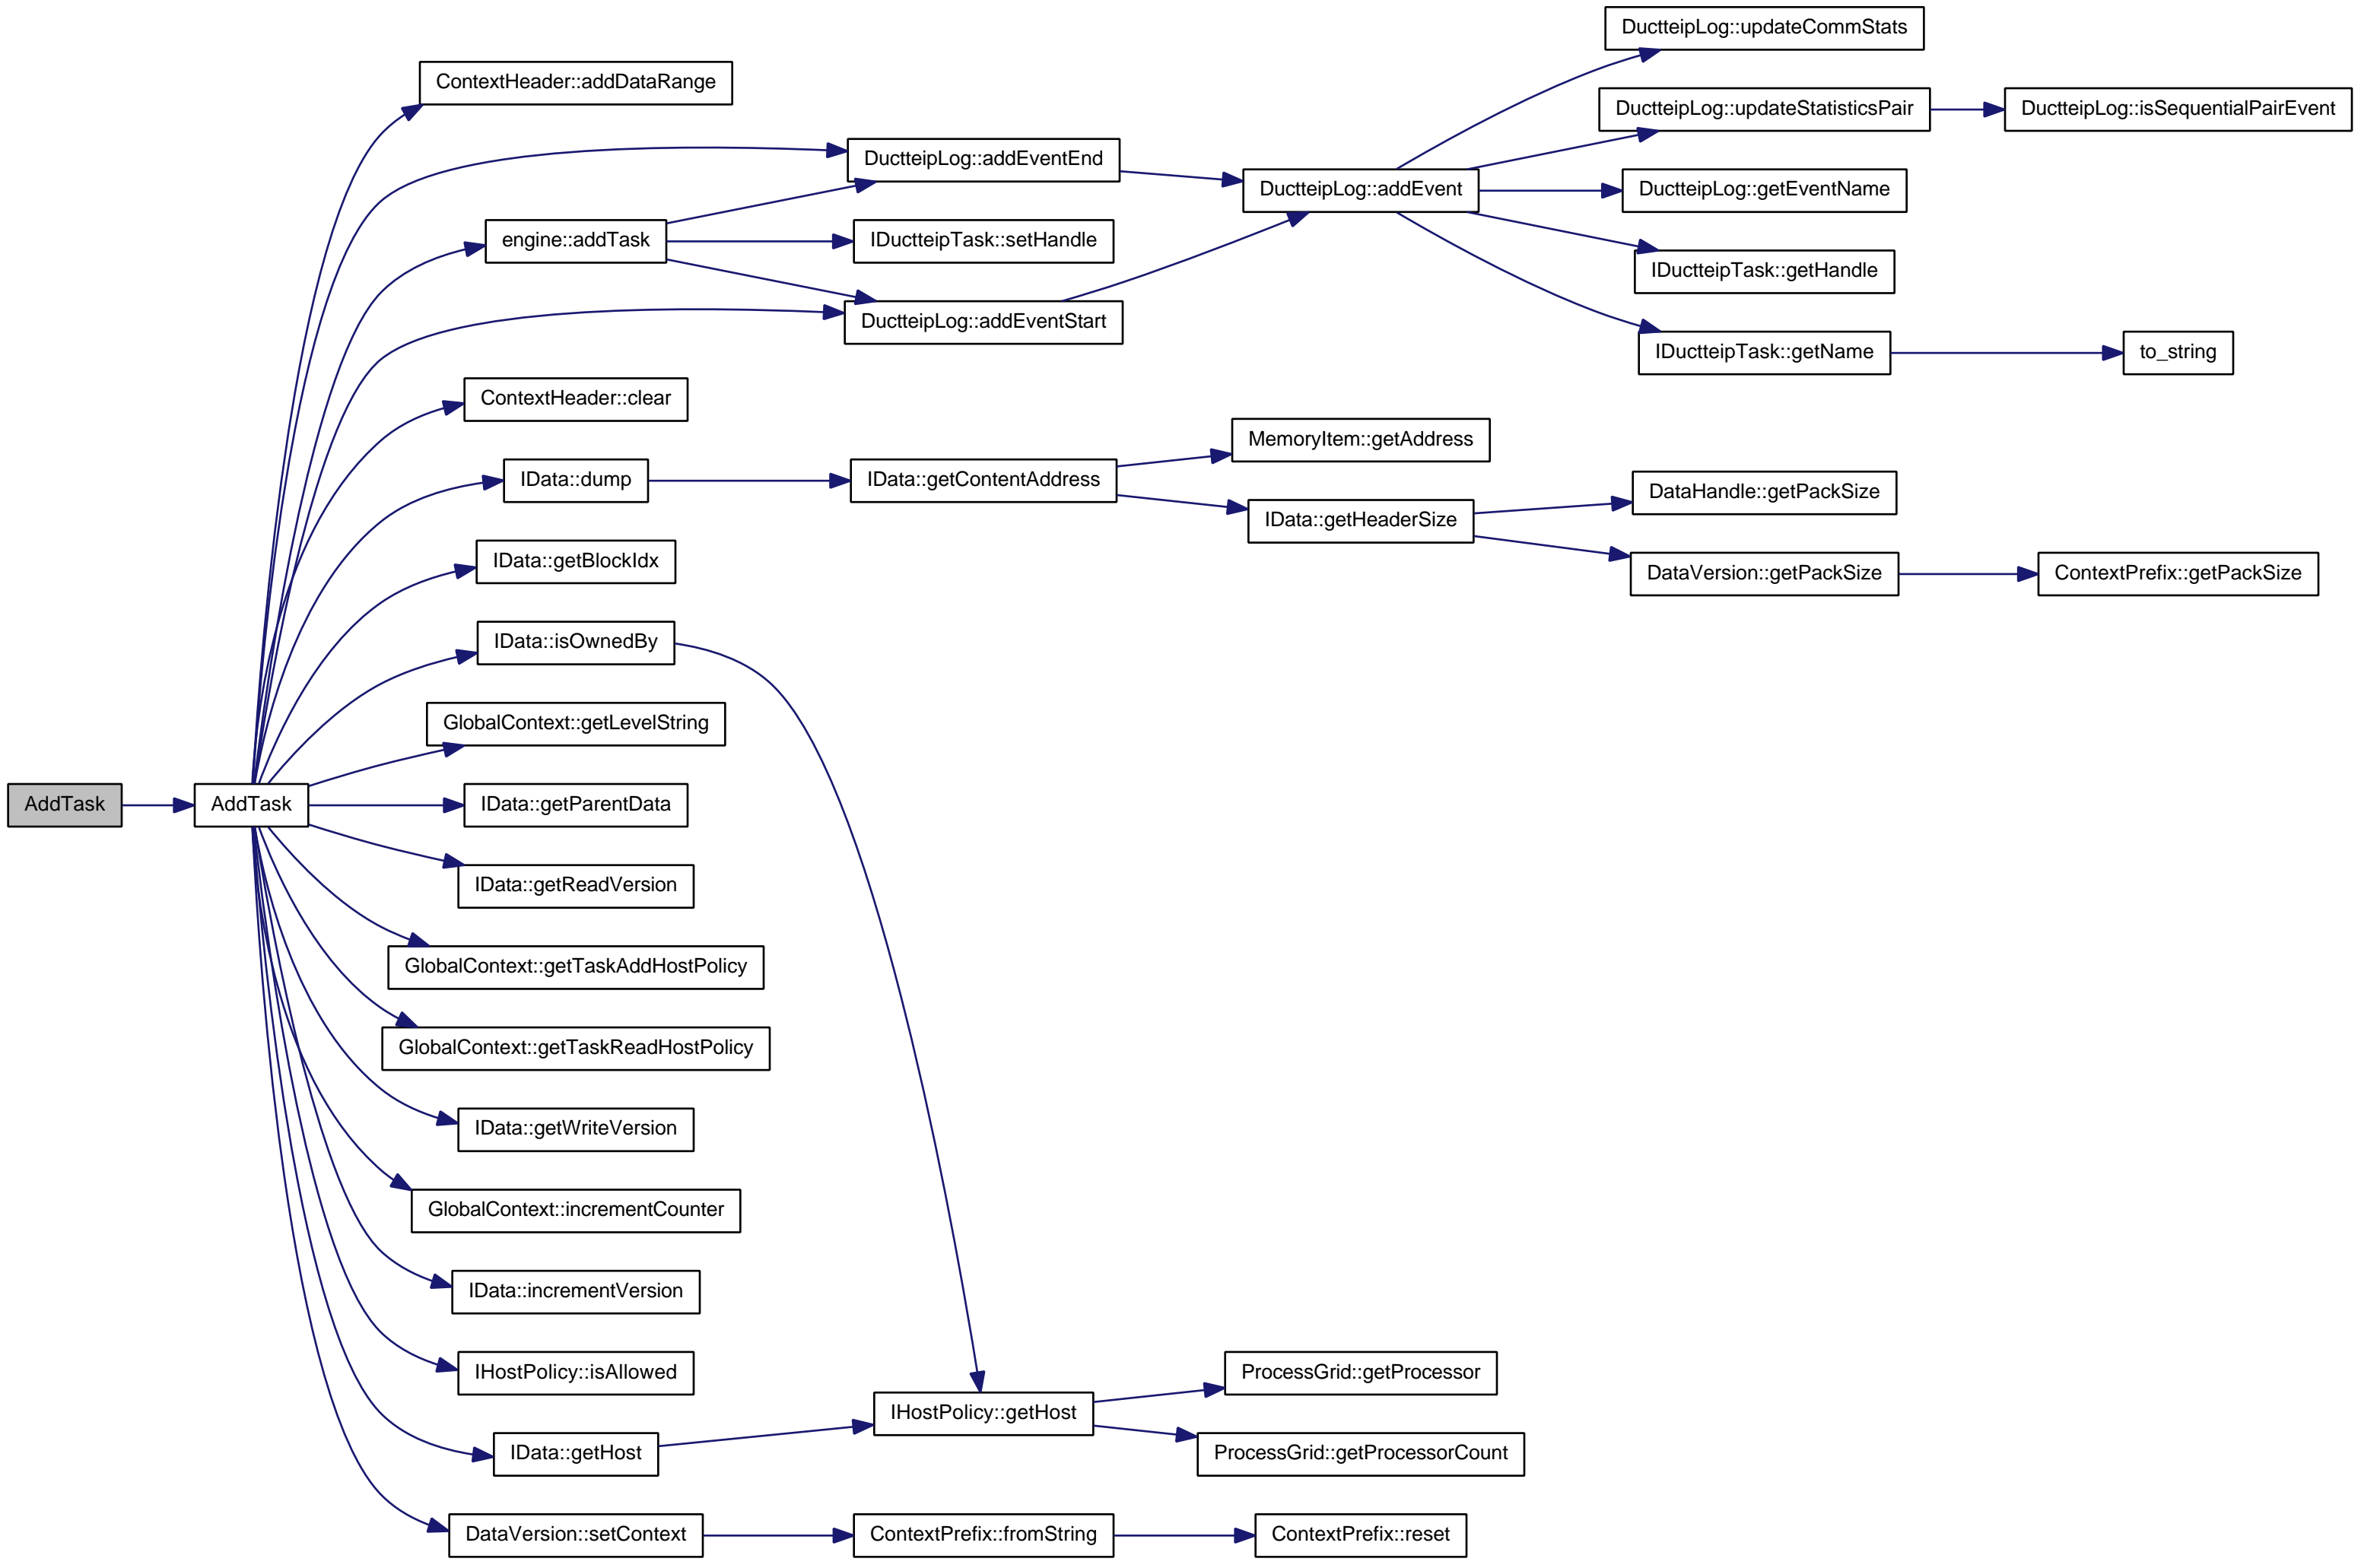 DuctteipLog::updateCommStats
ContextHeader::addDataRange
DuctteipLog::updateStatisticsPair
DuctteipLog::isSequentialPairEvent
DuctteipLog::addEventEnd
DuctteipLog::addEvent
DuctteipLog::getEventName
engine::addTask
IDuctteipTask::setHandle
IDuctteipTask::getHandle
DuctteipLog::addEventStart
IDuctteipTask::getName
to_string
ContextHeader::clear
MemoryItem::getAddress
IData::dump
IData::getContentAddress
DataHandle::getPackSize
IData::getHeaderSize
IData::getBlockIdx
DataVersion::getPackSize
ContextPrefix::getPackSize
IData::isOwnedBy
GlobalContext::getLevelString
AddTask
AddTask
IData::getParentData
IData::getReadVersion
GlobalContext::getTaskAddHostPolicy
GlobalContext::getTaskReadHostPolicy
IData::getWriteVersion
GlobalContext::incrementCounter
IData::incrementVersion
IHostPolicy::isAllowed
ProcessGrid::getProcessor
IHostPolicy::getHost
IData::getHost
ProcessGrid::getProcessorCount
DataVersion::setContext
ContextPrefix::fromString
ContextPrefix::reset